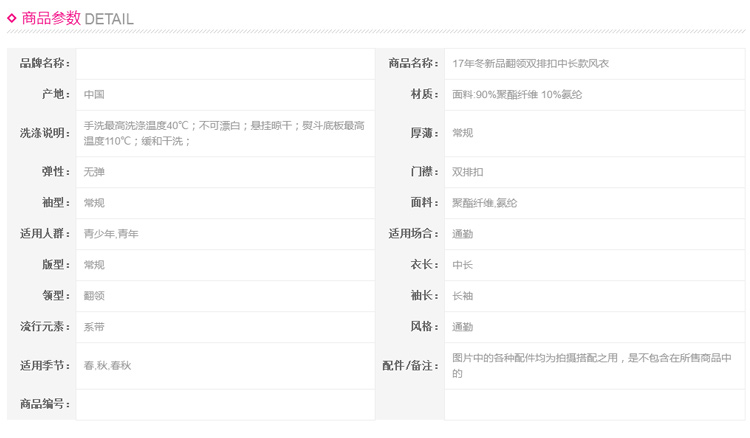 商品参数 DETAIL
品牌名称：
商品名称： 17年冬新品翻领双排扣中长款风衣
产地： 中国
材质： 面料:90%聚酯纤维 10%氨纶
洗涤说明： 手洗最高洗涤温度40℃；不可漂白；悬挂晾干；熨斗底板最高
温度110℃；缓和干洗；
厚薄： 常规
弹性： 无弹
门襟： 双排扣
袖型： 常规
面料： 聚酯纤维,氨纶
适用人群： 青少年,青年
适用场合： 通勤
版型： 常规
衣长： 中长
领型： 翻领
袖长： 长袖
流行元素： 系带
风格： 通勤
适用季节： 春,秋,春秋
配件/备注： 图片中的各种配件均为拍摄搭配之用，是不包含在所售商品中
的
商品编号：